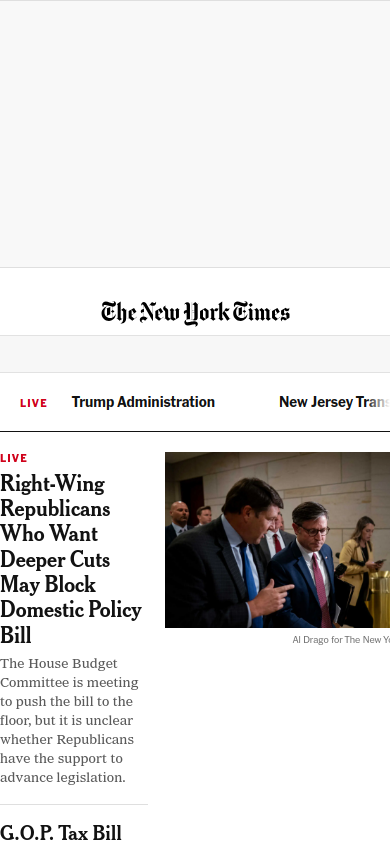 The New York Times
LIVE Trump Administration New Jersey Trans
LIVE
Right-Wing
Republicans
Who Want
Deeper Cuts
May Block
Domestic Policy
Bill
Al Drago for The New Yo
The House Budget
Committee is meeting
to push the bill to the
floor, but it is unclear
whether Republicans
have the support to
advance legislation.
G.O.P. Tax Bill